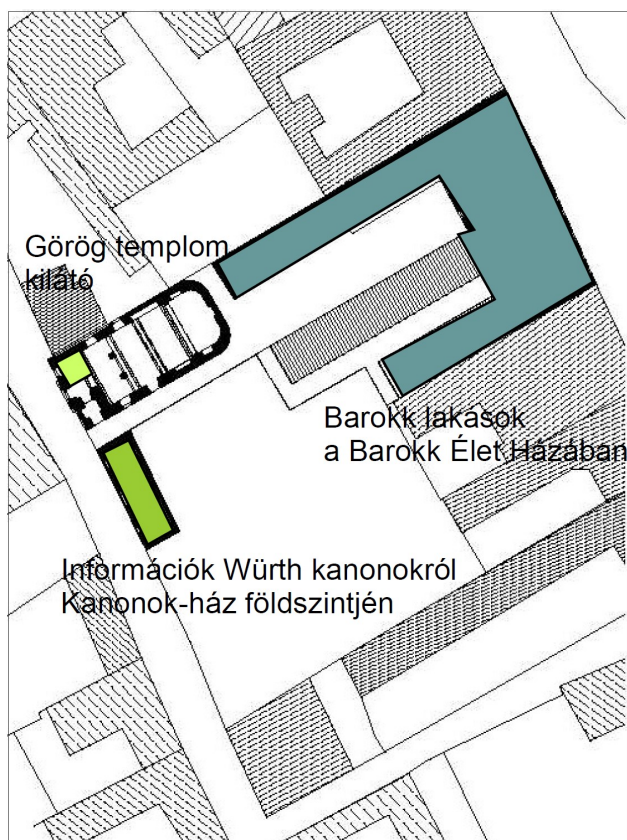 Görög templom
kilátó
Barokk lakások
a Barokk Élet Házában
Információk Würth kanonokról
Kanonok-ház földszintjén